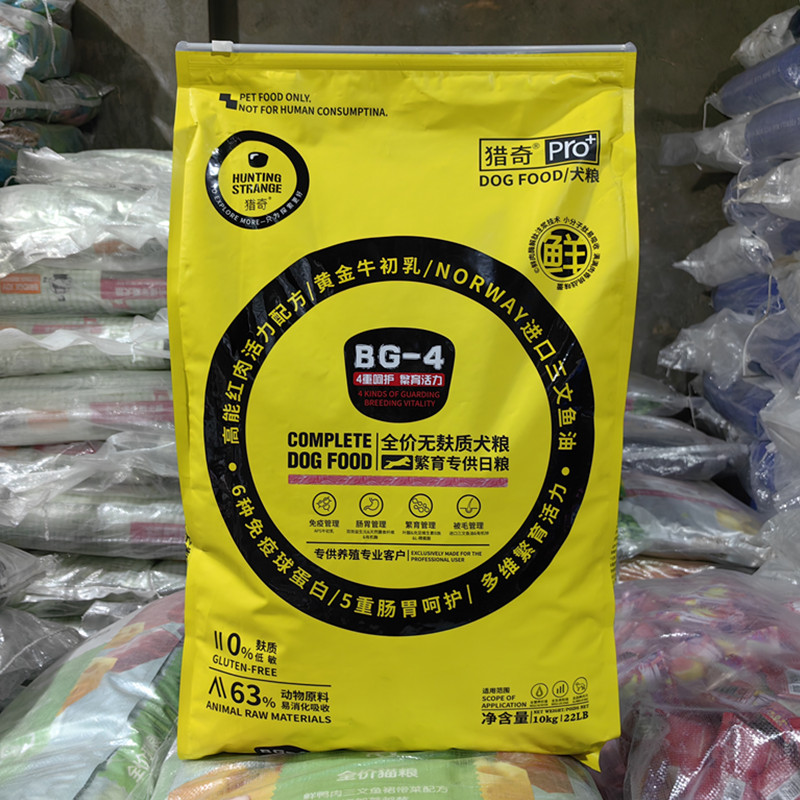 PET FOOD ONLY.
NOT FOR HUMAN CONSUMPTINA.
HUNTING
STRANGE
猎奇®
猎奇® Pro+
DOG FOOD/犬粮
鲜
高能红肉活力配方/黄金牛初乳/NORWAY进口三文鱼油
6种免疫球蛋白/5重肠胃呵护/多维繁育活力
BG-4
4重呵护 繁育活力
4 KINDS OF GUARDING
BREEDING VITALITY
COMPLETE
DOG FOOD
全价无麸质犬粮
繁育专供日粮
免疫管理
肠胃管理
繁育管理
被毛管理
专供养殖专业客户
EXCLUSIVELY MADE FOR THE
PROFESSIONAL USER
0% 麸质
低敏
GLUTEN-FREE
63% 动物原料
易消化吸收
ANIMAL RAW MATERIALS
适用范围
SCOPE OF
APPLICATION
净含量/10kg/22LB
全价猫粮